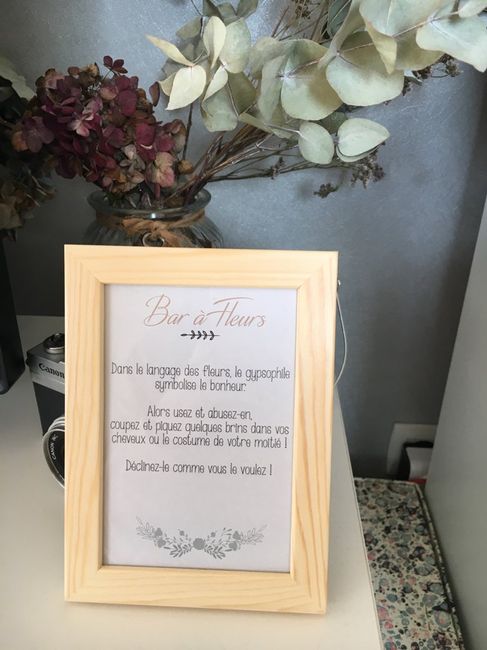 Bar à Fleurs
Dans le langage des fleurs, le gypsophile
symbolise le bonheur.
Alors usez et abusez-en,
coupez et piquez quelques brins dans vos
cheveux ou le costume de votre moitié !
Déclinez-le comme vous le voulez !
Canon